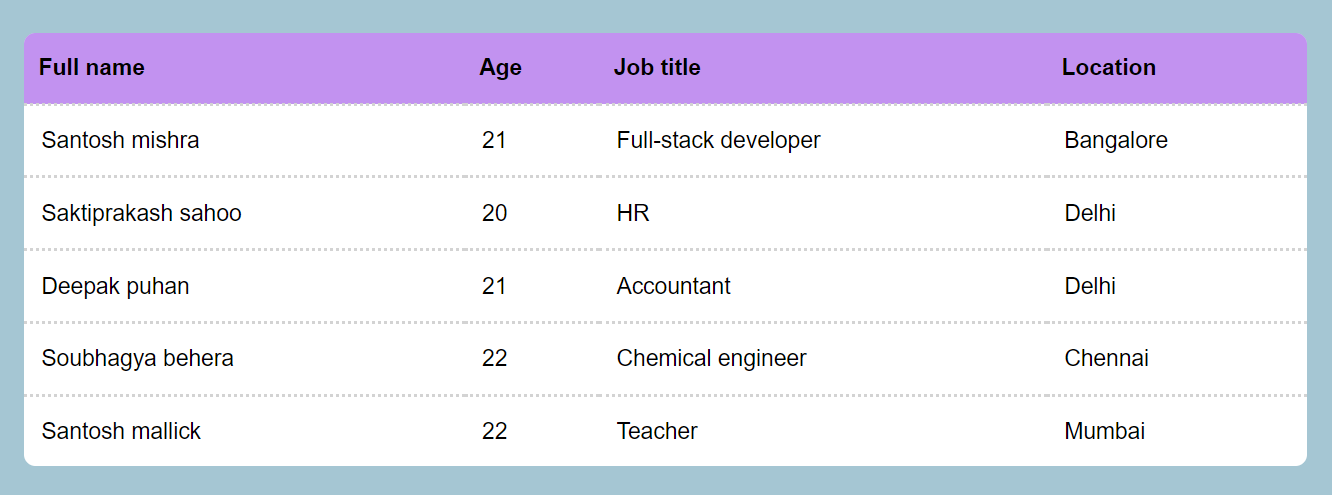 Full name Age Job title Location
Santosh mishra 21 Full-stack developer Bangalore
Saktiprakash sahoo 20 HR Delhi
Deepak puhan 21 Accountant Delhi
Soubhagya behera 22 Chemical engineer Chennai
Santosh mallick 22 Teacher Mumbai